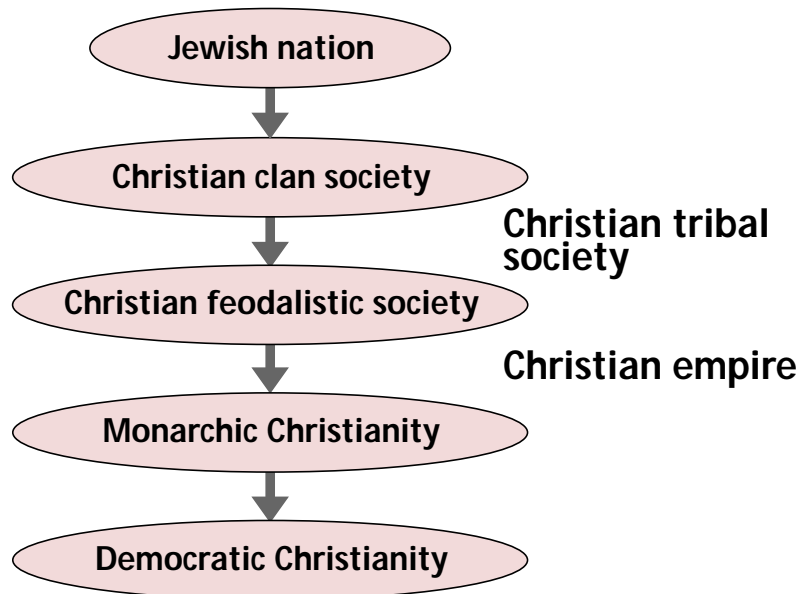 Jewish nation
Christian clan society
Christian tribal
society
Christian feodalistic society
Christian empire
Monarchic Christianity
Democratic Christianity